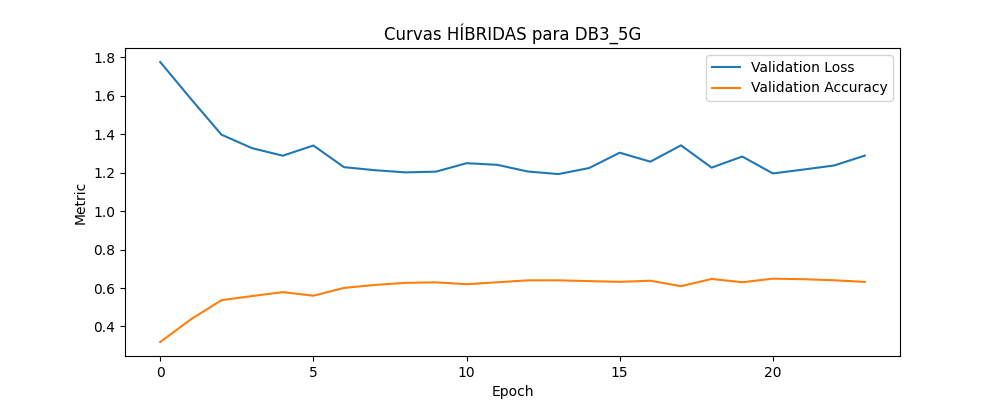 Curvas HÍBRIDAS para DB3_5G
Validation Loss
Validation Accuracy
1.8
1.6
1.4
1.2
1.0
0.8
0.6
0.4
Metric
0
5
10
15
20
Epoch